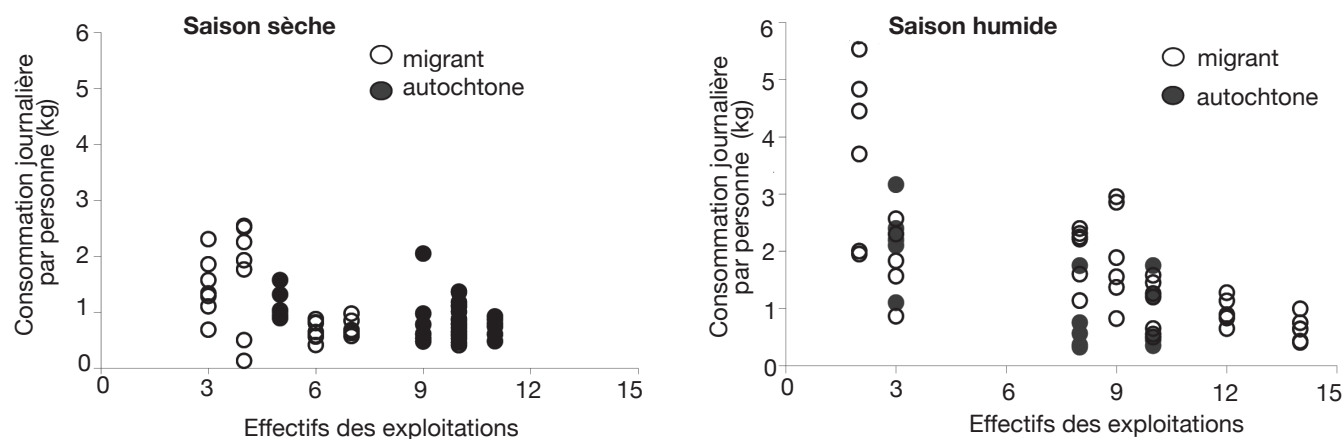 Saison sèche
migrant
autochtone
Consommation journalière
par personne (kg)
6
5
4
3
2
1
0
0 3 6 9 12 15
Effectifs des exploitations
Saison humide
migrant
autochtone
Consommation journalière
par personne (kg)
6
5
4
3
2
1
0
0 3 6 9 12 15
Effectifs des exploitations